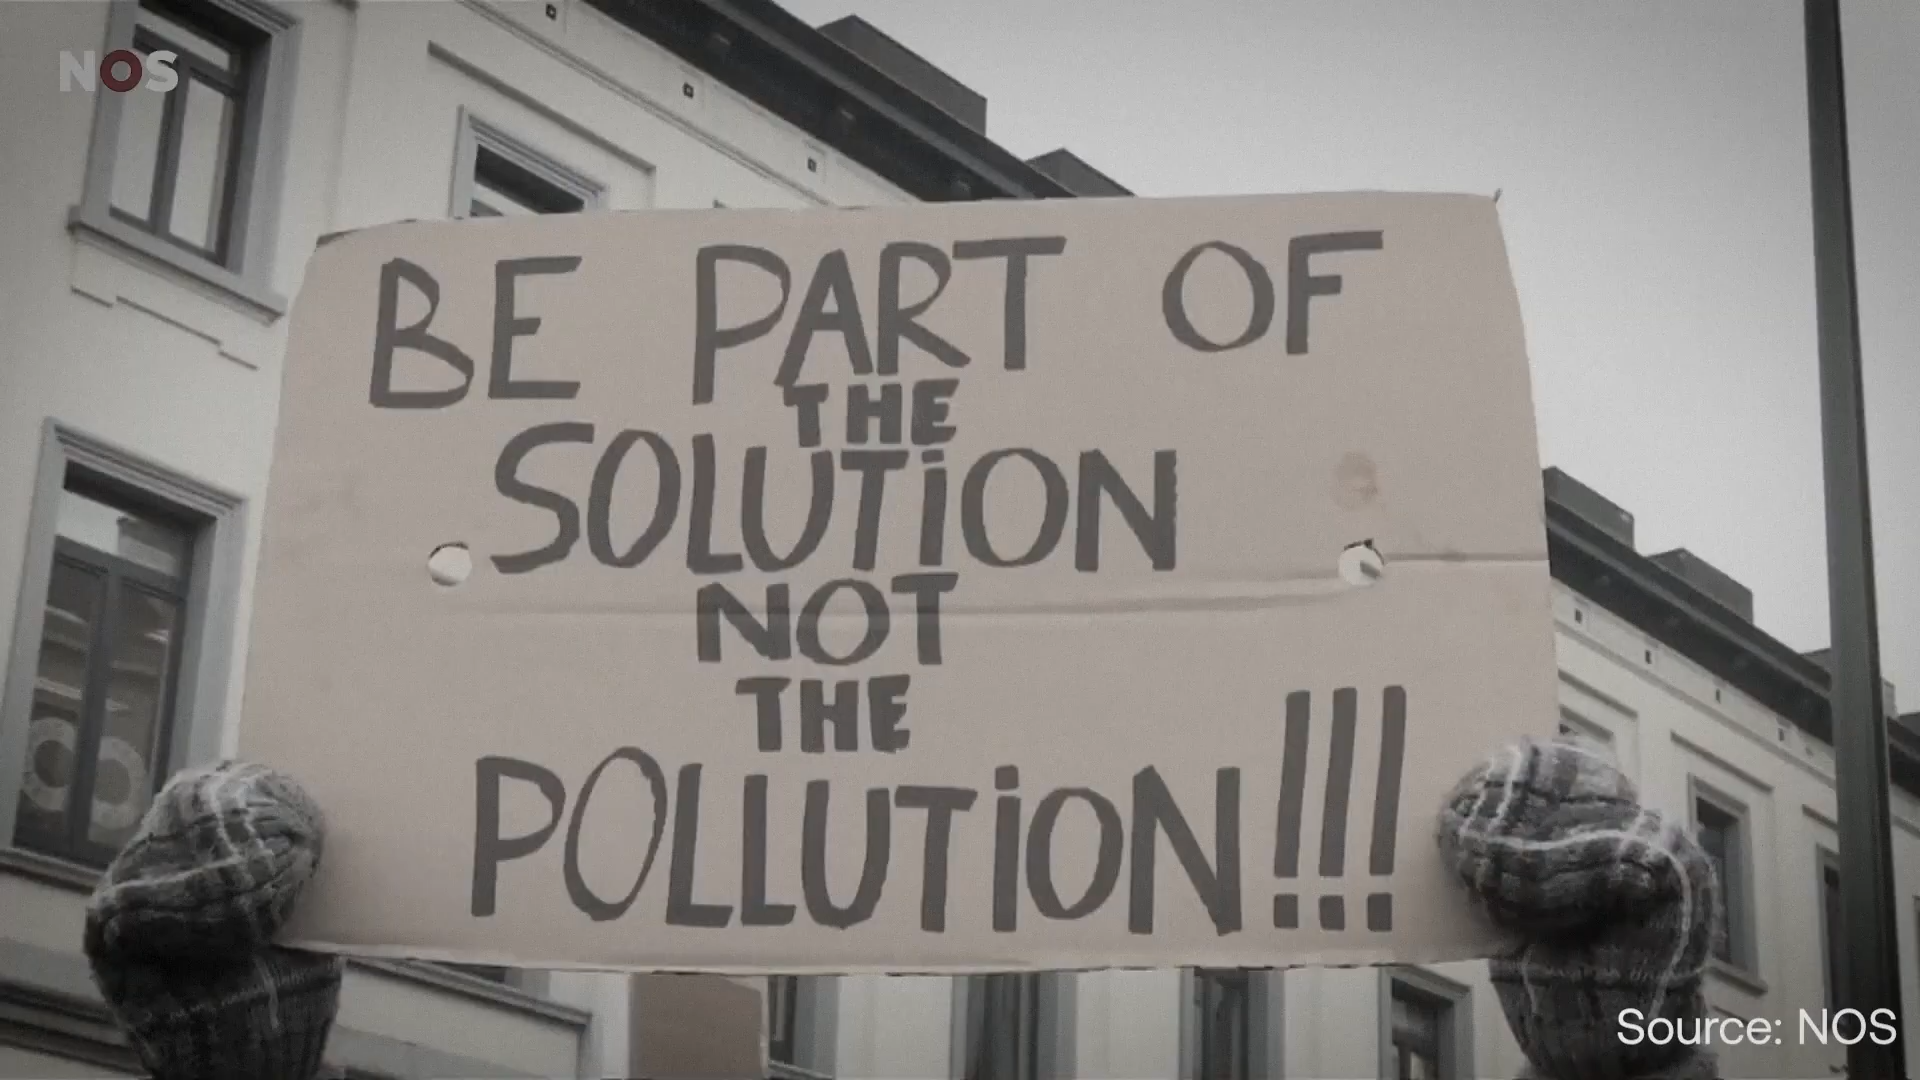 NOS
BE PART OF
THE
SOLUTiON
NOT
THE
POLLUTiON!!!
Source: NOS